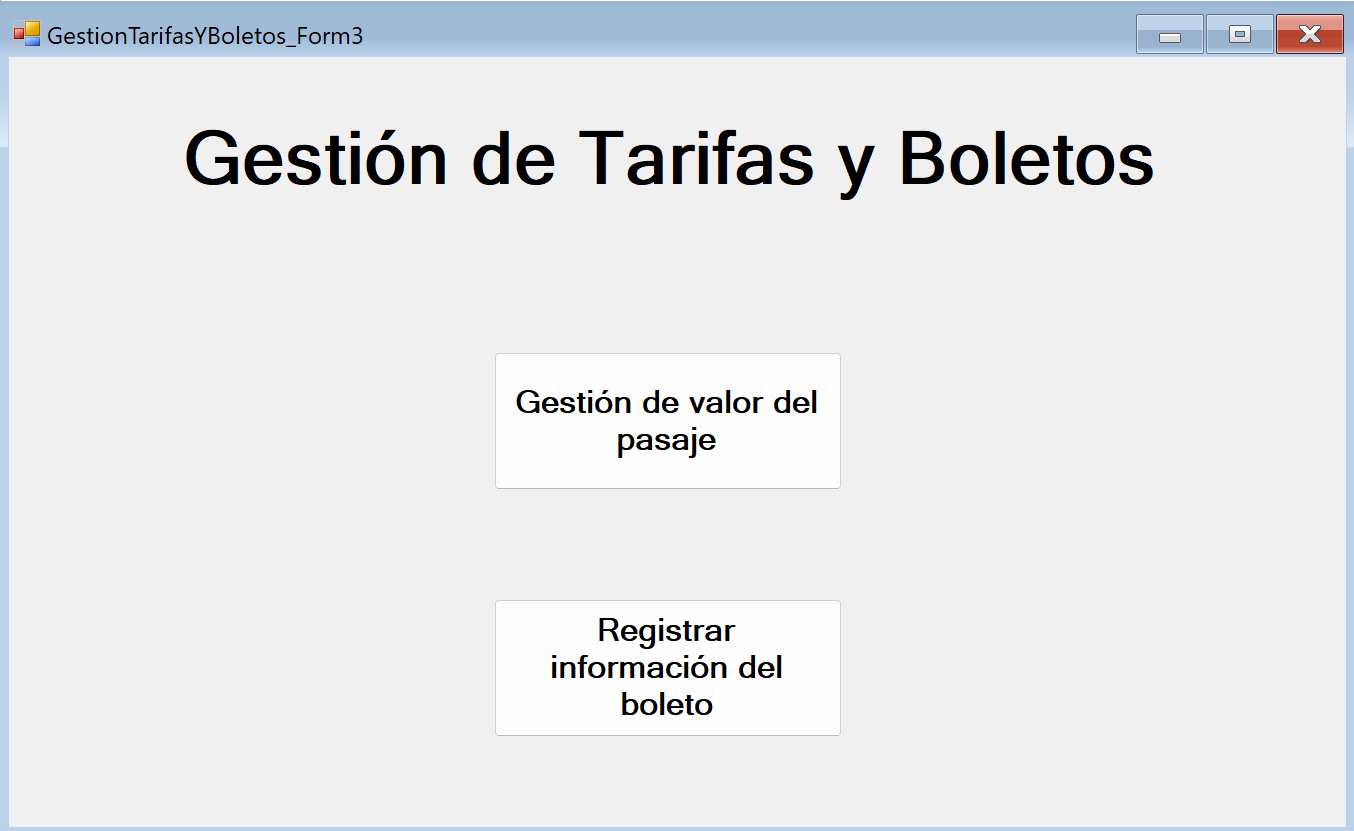 GestionTarifasYBoletos_Form3
Gestión de Tarifas y Boletos
Gestión de valor del
pasaje
Registrar
información del
boleto